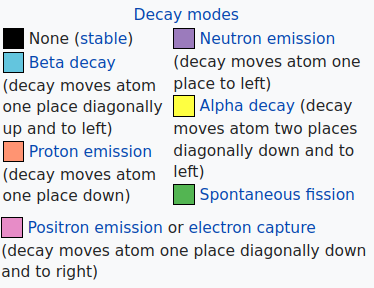 Decay modes
None (stable)
Beta decay
(decay moves atom
one place diagonally
up and to left)
Proton emission
(decay moves atom
one place down)
Neutron emission
(decay moves atom one
place to left)
Alpha decay (decay
moves atom two places
diagonally down and to
left)
Spontaneous fission
Positron emission or electron capture
(decay moves atom one place diagonally down
and to right)